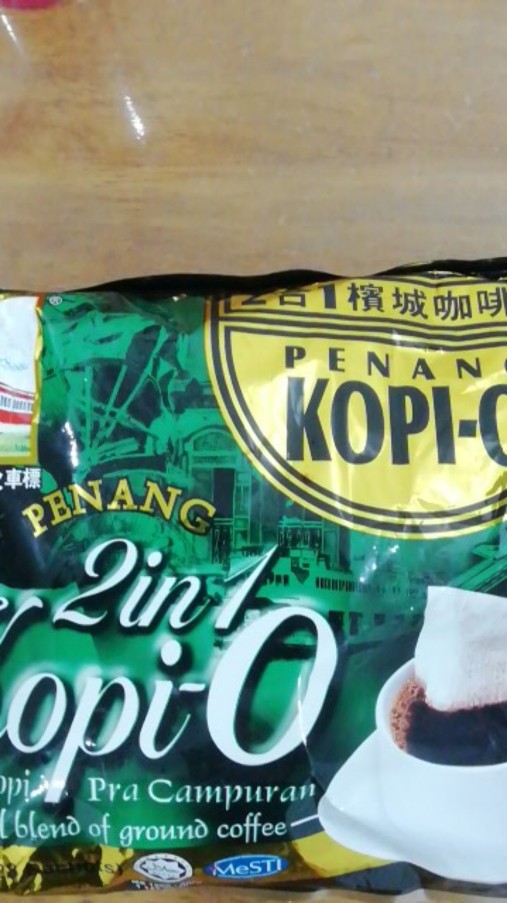 2合1檳城咖啡
PENANG
KOPI-O
車標
PENANG
2in1
Kopi-O
Pra Campuran
blend of ground coffee
MeSTI